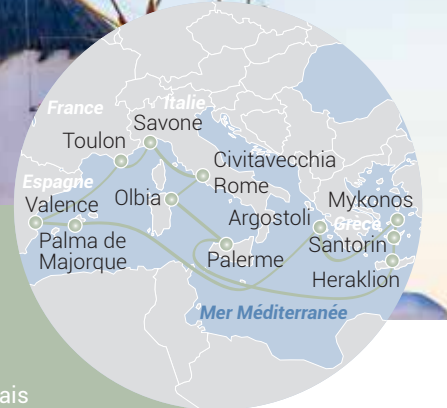 France
Italie
Savone
Toulon
Civitavecchia
Rome
Espagne
Valence
Olbia
Argostoli
Mykonos
Grèce
Palma de
Majorque
Palerme
Santorin
Heraklion
Mer Méditerranée
ais